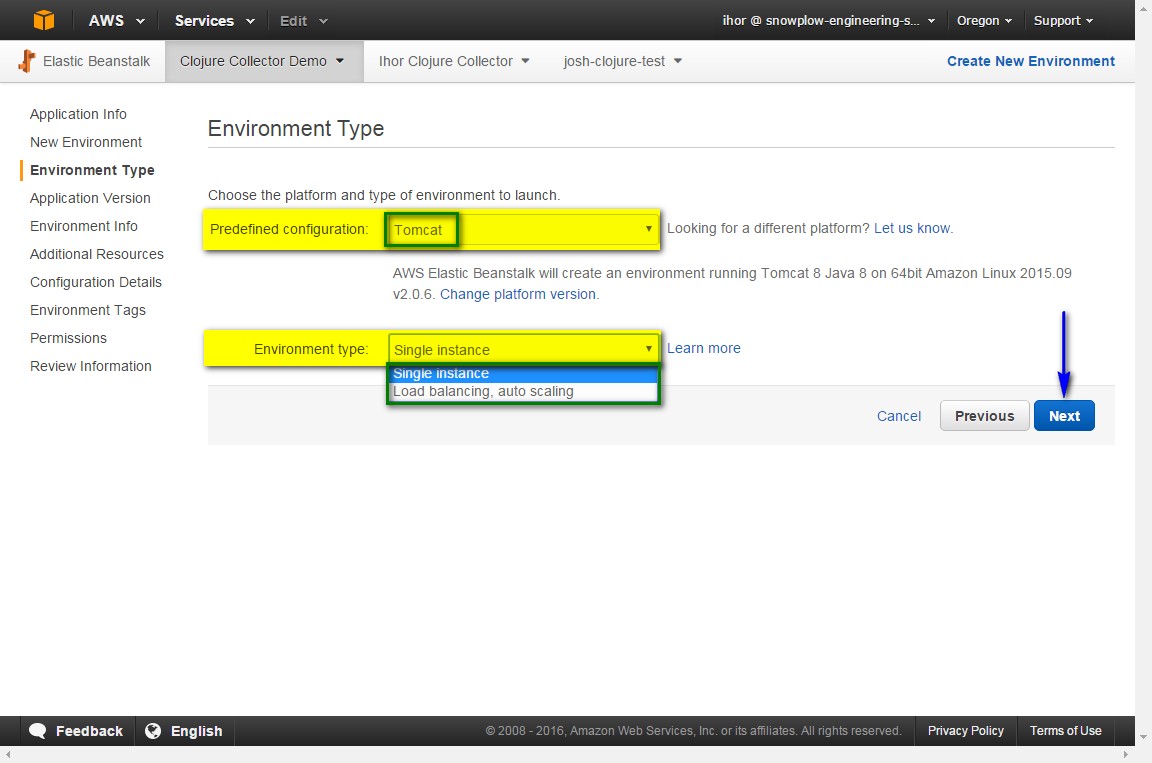 AWS Services Edit ihor @ snowplow-engineering-s... Oregon Support
Elastic Beanstalk Clojure Collector Demo Ihor Clojure Collector josh-clojure-test Create New Environment
Application Info
New Environment
Environment Type
Application Version
Environment Info
Additional Resources
Configuration Details
Environment Tags
Permissions
Review Information
Environment Type
Choose the platform and type of environment to launch.
Predefined configuration: Tomcat Looking for a different platform? Let us know.
AWS Elastic Beanstalk will create an environment running Tomcat 8 Java 8 on 64bit Amazon Linux 2015.09
v2.0.6. Change platform version.
Environment type: Single instance Learn more
Single instance
Load balancing, auto scaling
Cancel Previous Next
Feedback English © 2008 - 2016, Amazon Web Services, Inc. or its affiliates. All rights reserved. Privacy Policy Terms of Use